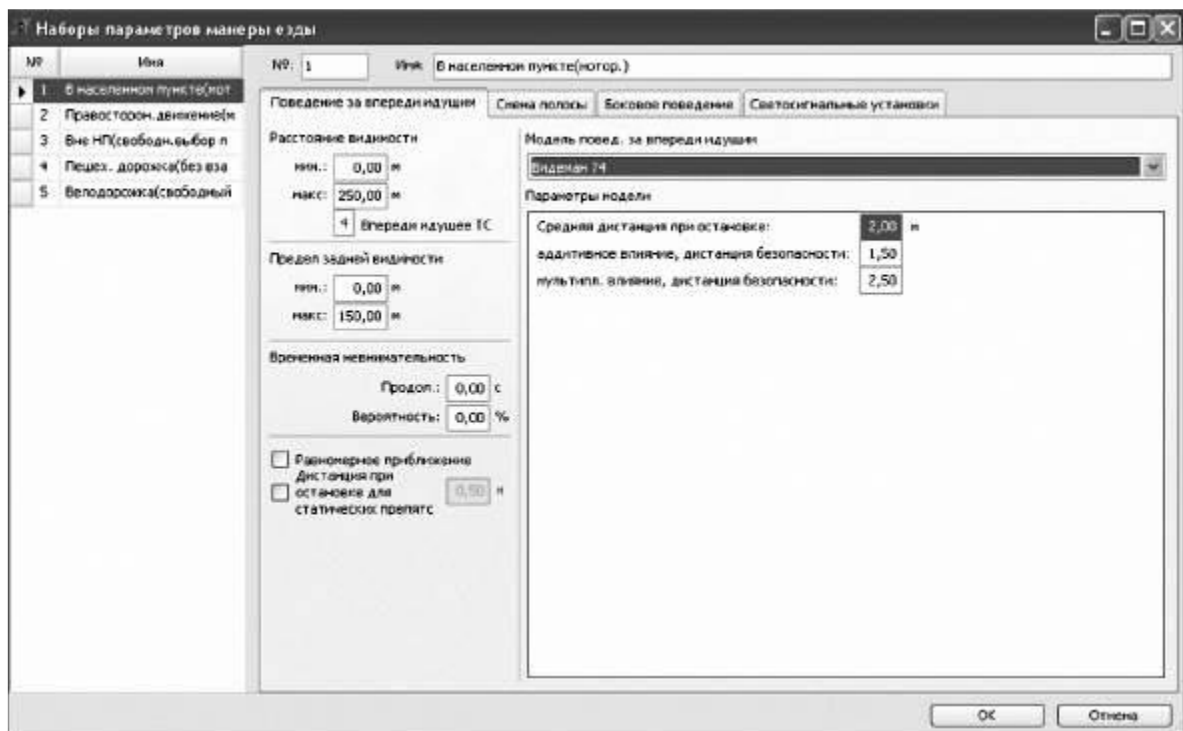 Наборы параметров манеры езды
№ Имя
1 В населенном пункте(мот
2 Правосторон.движение(м
3 Вне НП(свободн.выбор п
4 Пешех. дорожка(без вза
5 Велодорожка(свободный
№: 1 Имя: В населенном пункте(мотор.)
Поведение за впереди идущим Смена полосы Боковое поведение Светосигнальные установки
Расстояние видимости
мин.: 0,00 м
макс: 250,00 м
4 Впереди идущее ТС
Предел задней видимости
мин.: 0,00 м
макс: 150,00 м
Временная невнимательность
Продол.: 0,00 с
Вероятность: 0,00 %
Равномерное приближение
Дистанция при
остановке для
статических препятс
0,50 м
Модель повед. за впереди идущим
Видеман 74
Параметры модели
Средняя дистанция при остановке: 2,00 м
аддитивное влияние, дистанция безопасности: 1,50
мультипл. влияние, дистанция безопасности: 2,50
OK Отмена